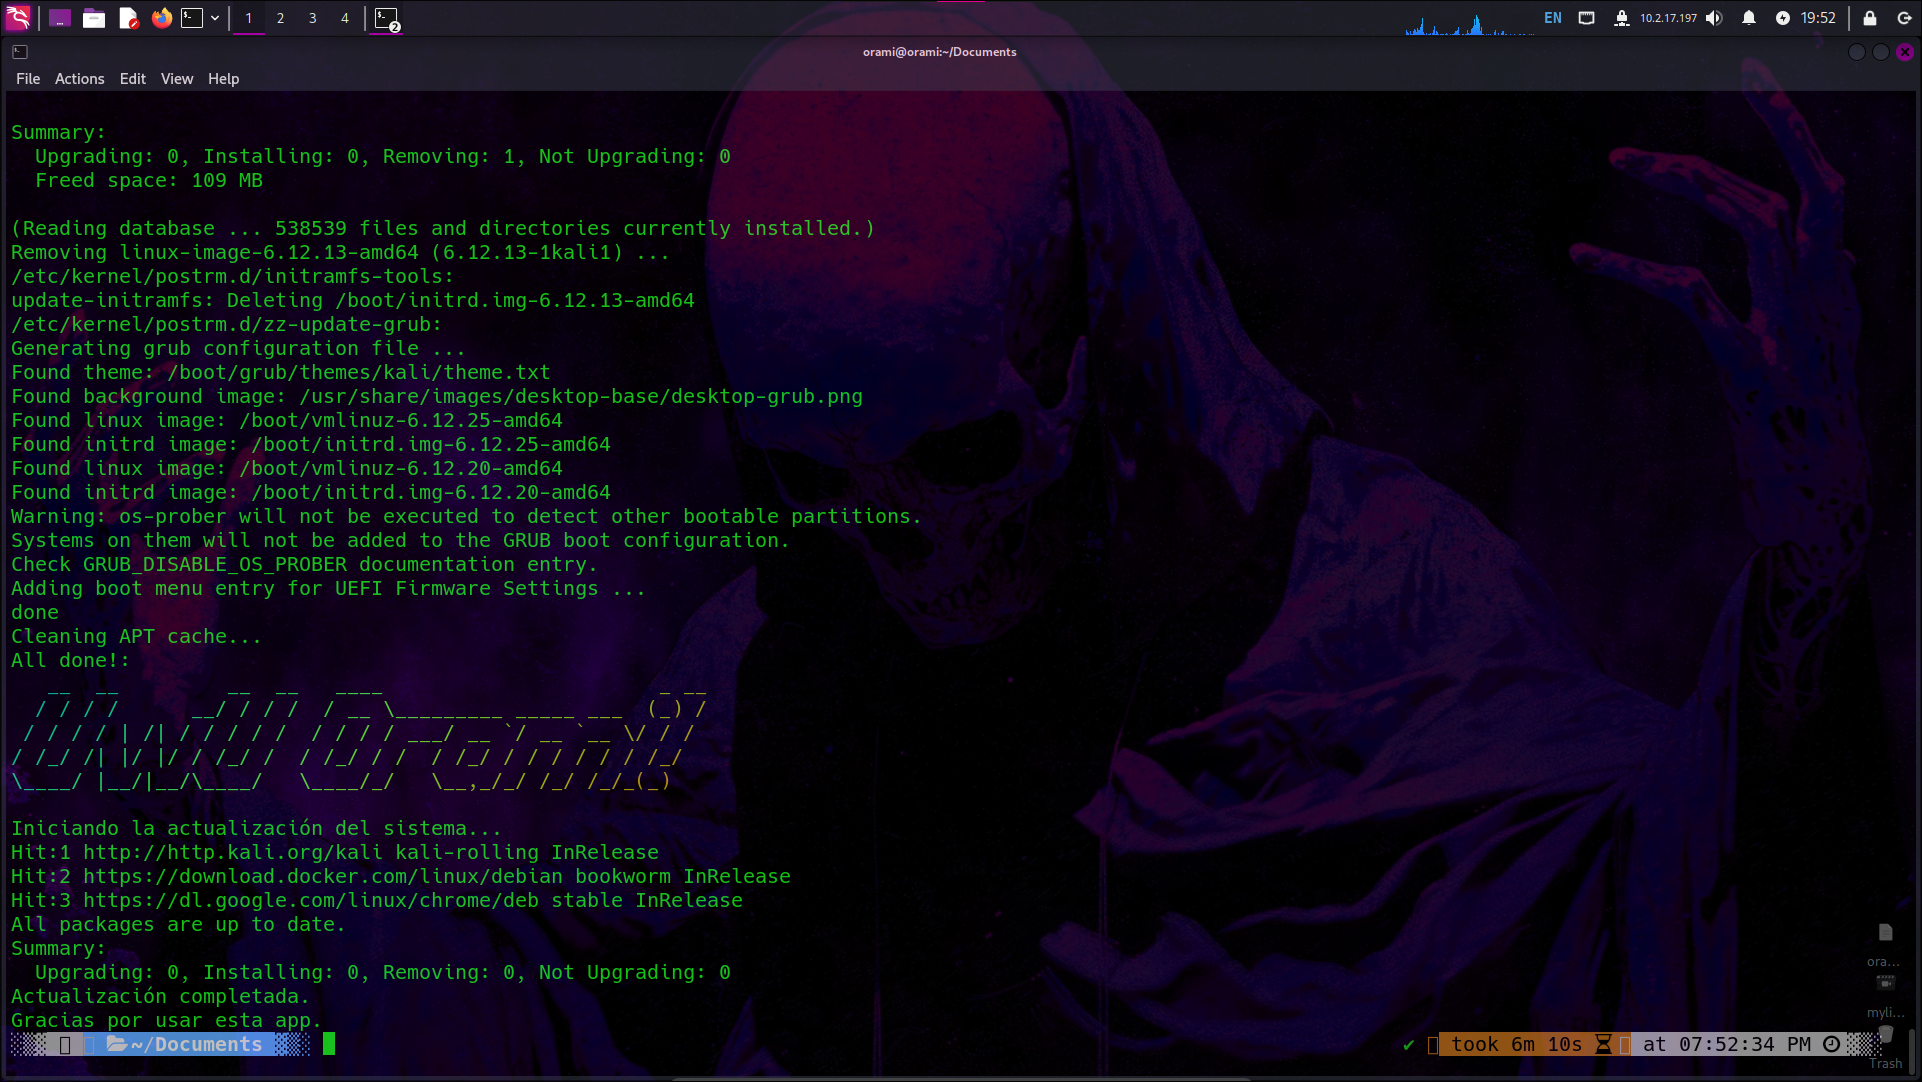 1 2 3 4 2 EN 10.2.17.197 19:52
orami@orami:~/Documents
File Actions Edit View Help
Summary:
Upgrading: 0, Installing: 0, Removing: 1, Not Upgrading: 0
Freed space: 109 MB
(Reading database ... 538539 files and directories currently installed.)
Removing linux-image-6.12.13-amd64 (6.12.13-1kali1) ...
/etc/kernel/postrm.d/initramfs-tools:
update-initramfs: Deleting /boot/initrd.img-6.12.13-amd64
/etc/kernel/postrm.d/zz-update-grub:
Generating grub configuration file ...
Found theme: /boot/grub/themes/kali/theme.txt
Found background image: /usr/share/images/desktop-base/desktop-grub.png
Found linux image: /boot/vmlinuz-6.12.25-amd64
Found initrd image: /boot/initrd.img-6.12.25-amd64
Found linux image: /boot/vmlinuz-6.12.20-amd64
Found initrd image: /boot/initrd.img-6.12.20-amd64
Warning: os-prober will not be executed to detect other bootable partitions.
Systems on them will not be added to the GRUB boot configuration.
Check GRUB_DISABLE_OS_PROBER documentation entry.
Adding boot menu entry for UEFI Firmware Settings ...
done
Cleaning APT cache...
All done!:
UwU Orami!
Iniciando la actualización del sistema...
Hit:1 http://http.kali.org/kali kali-rolling InRelease
Hit:2 https://download.docker.com/linux/debian bookworm InRelease
Hit:3 https://dl.google.com/linux/chrome/deb stable InRelease
All packages are up to date.
Summary:
Upgrading: 0, Installing: 0, Removing: 0, Not Upgrading: 0
Actualización completada.
Gracias por usar esta app.
~/Documents ✔ took 6m 10s at 07:52:34 PM
ora...
myli...
Trash